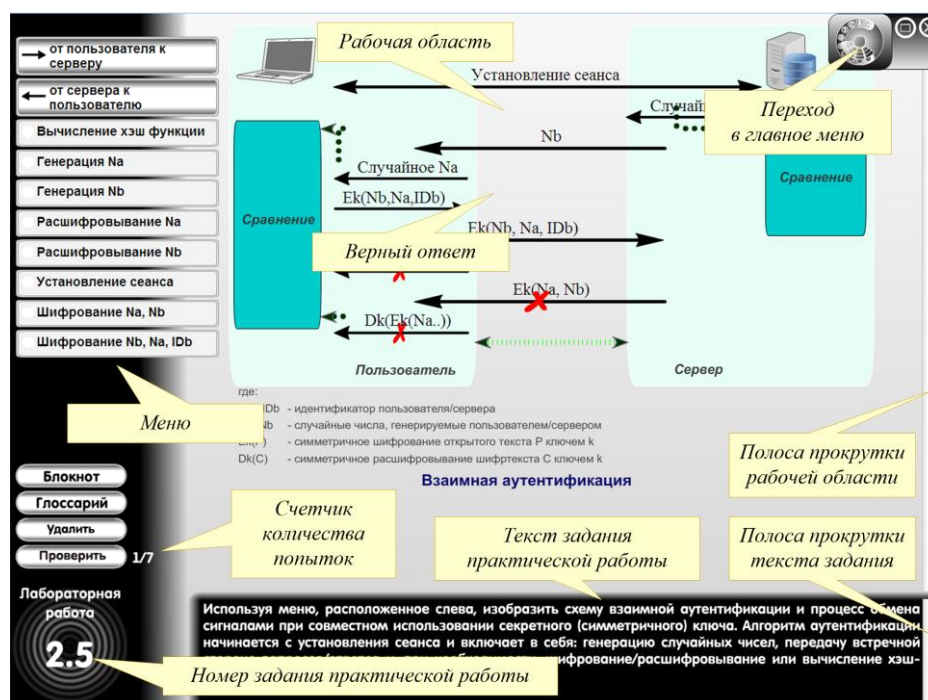 от пользователя к
серверу
от сервера к
пользователю
Вычисление хэш функции
Генерация Na
Генерация Nb
Расшифровывание Na
Расшифровывание Nb
Установление сеанса
Шифрование Na, Nb
Шифрование Nb, Na, IDb
Меню
Рабочая область
Установление сеанса
Переход
в главное меню
Nb
Случайное Na
Ek(Nb,Na,IDb)
Сравнение
Сравнение
Ek(Nb, Na, IDb)
Верный ответ
Ek(Na, Nb)
Dk(Ek(Na..))
Пользователь
Сервер
где:
- идентификатор пользователя/сервера
- случайные числа, генерируемые пользователем/сервером
- симметричное шифрование открытого текста P ключем k
Dk(C) - симметричное расшифровывание шифртекста C ключем k
Взаимная аутентификация
Полоса прокрутки
рабочей области
Блокнот
Глоссарий
Удалить
Проверить 1/7
Счетчик
количества
попыток
Текст задания
практической работы
Полоса прокрутки
текста задания
Лабораторная
работа
2.5
Номер задания практической работы
Используя меню, расположенное слева, изобразить схему взаимной аутентификации и процесс обмена
сигналами при совместном использовании секретного (симметричного) ключа. Алгоритм аутентификации
начинается с установления сеанса и включает в себя: генерацию случайных чисел, передачу встречной
или вычисление хэш-